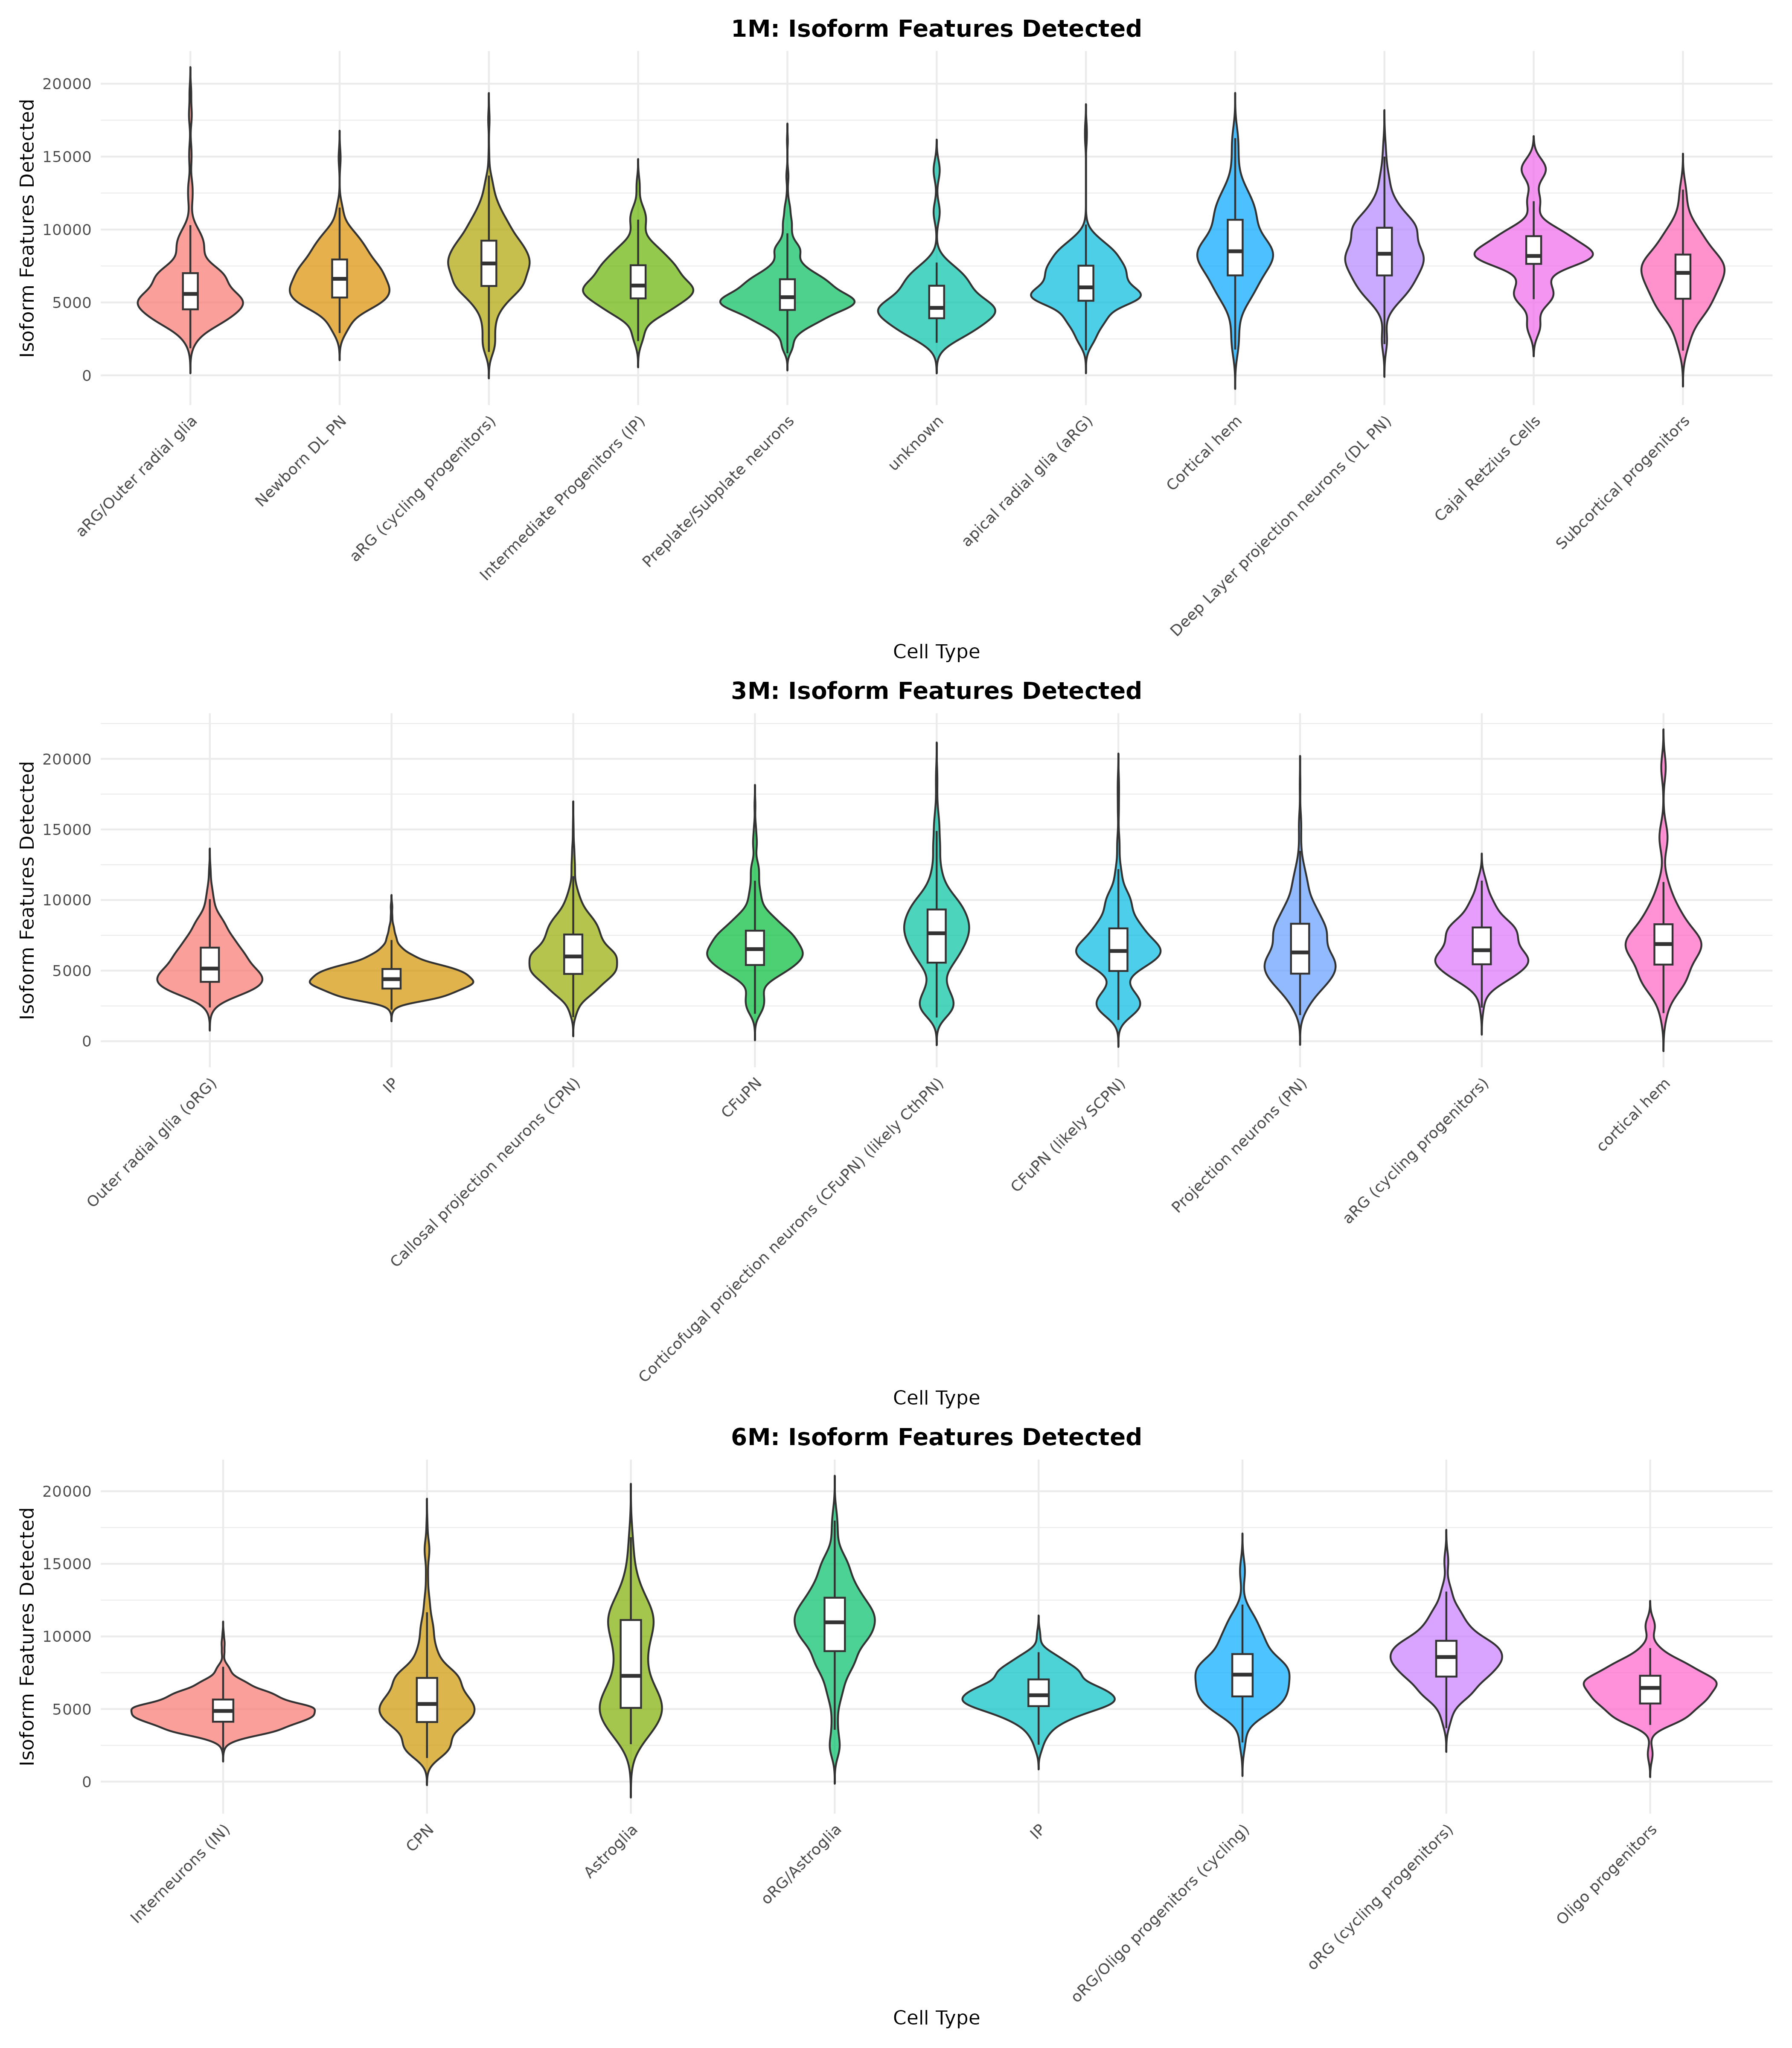 1M: Isoform Features Detected
Isoform Features Detected
20000
15000
10000
5000
0
aRG/Outer radial glia
Newborn DL PN
aRG (cycling progenitors)
Intermediate Progenitors (IP)
Preplate/Subplate neurons
unknown
apical radial glia (aRG)
Cortical hem
Deep Layer projection neurons (DL PN)
Cajal Retzius Cells
Subcortical progenitors
Cell Type
3M: Isoform Features Detected
Isoform Features Detected
20000
15000
10000
5000
0
Outer radial glia (oRG)
IP
Callosal projection neurons (CPN)
CFuPN
Corticofugal projection neurons (CFuPN) (likely CthPN)
CFuPN (likely SCPN)
Projection neurons (PN)
aRG (cycling progenitors)
cortical hem
Cell Type
6M: Isoform Features Detected
Isoform Features Detected
20000
15000
10000
5000
0
Interneurons (IN)
CPN
Astroglia
oRG/Astroglia
IP
oRG/Oligo progenitors (cycling)
oRG (cycling progenitors)
Oligo progenitors
Cell Type